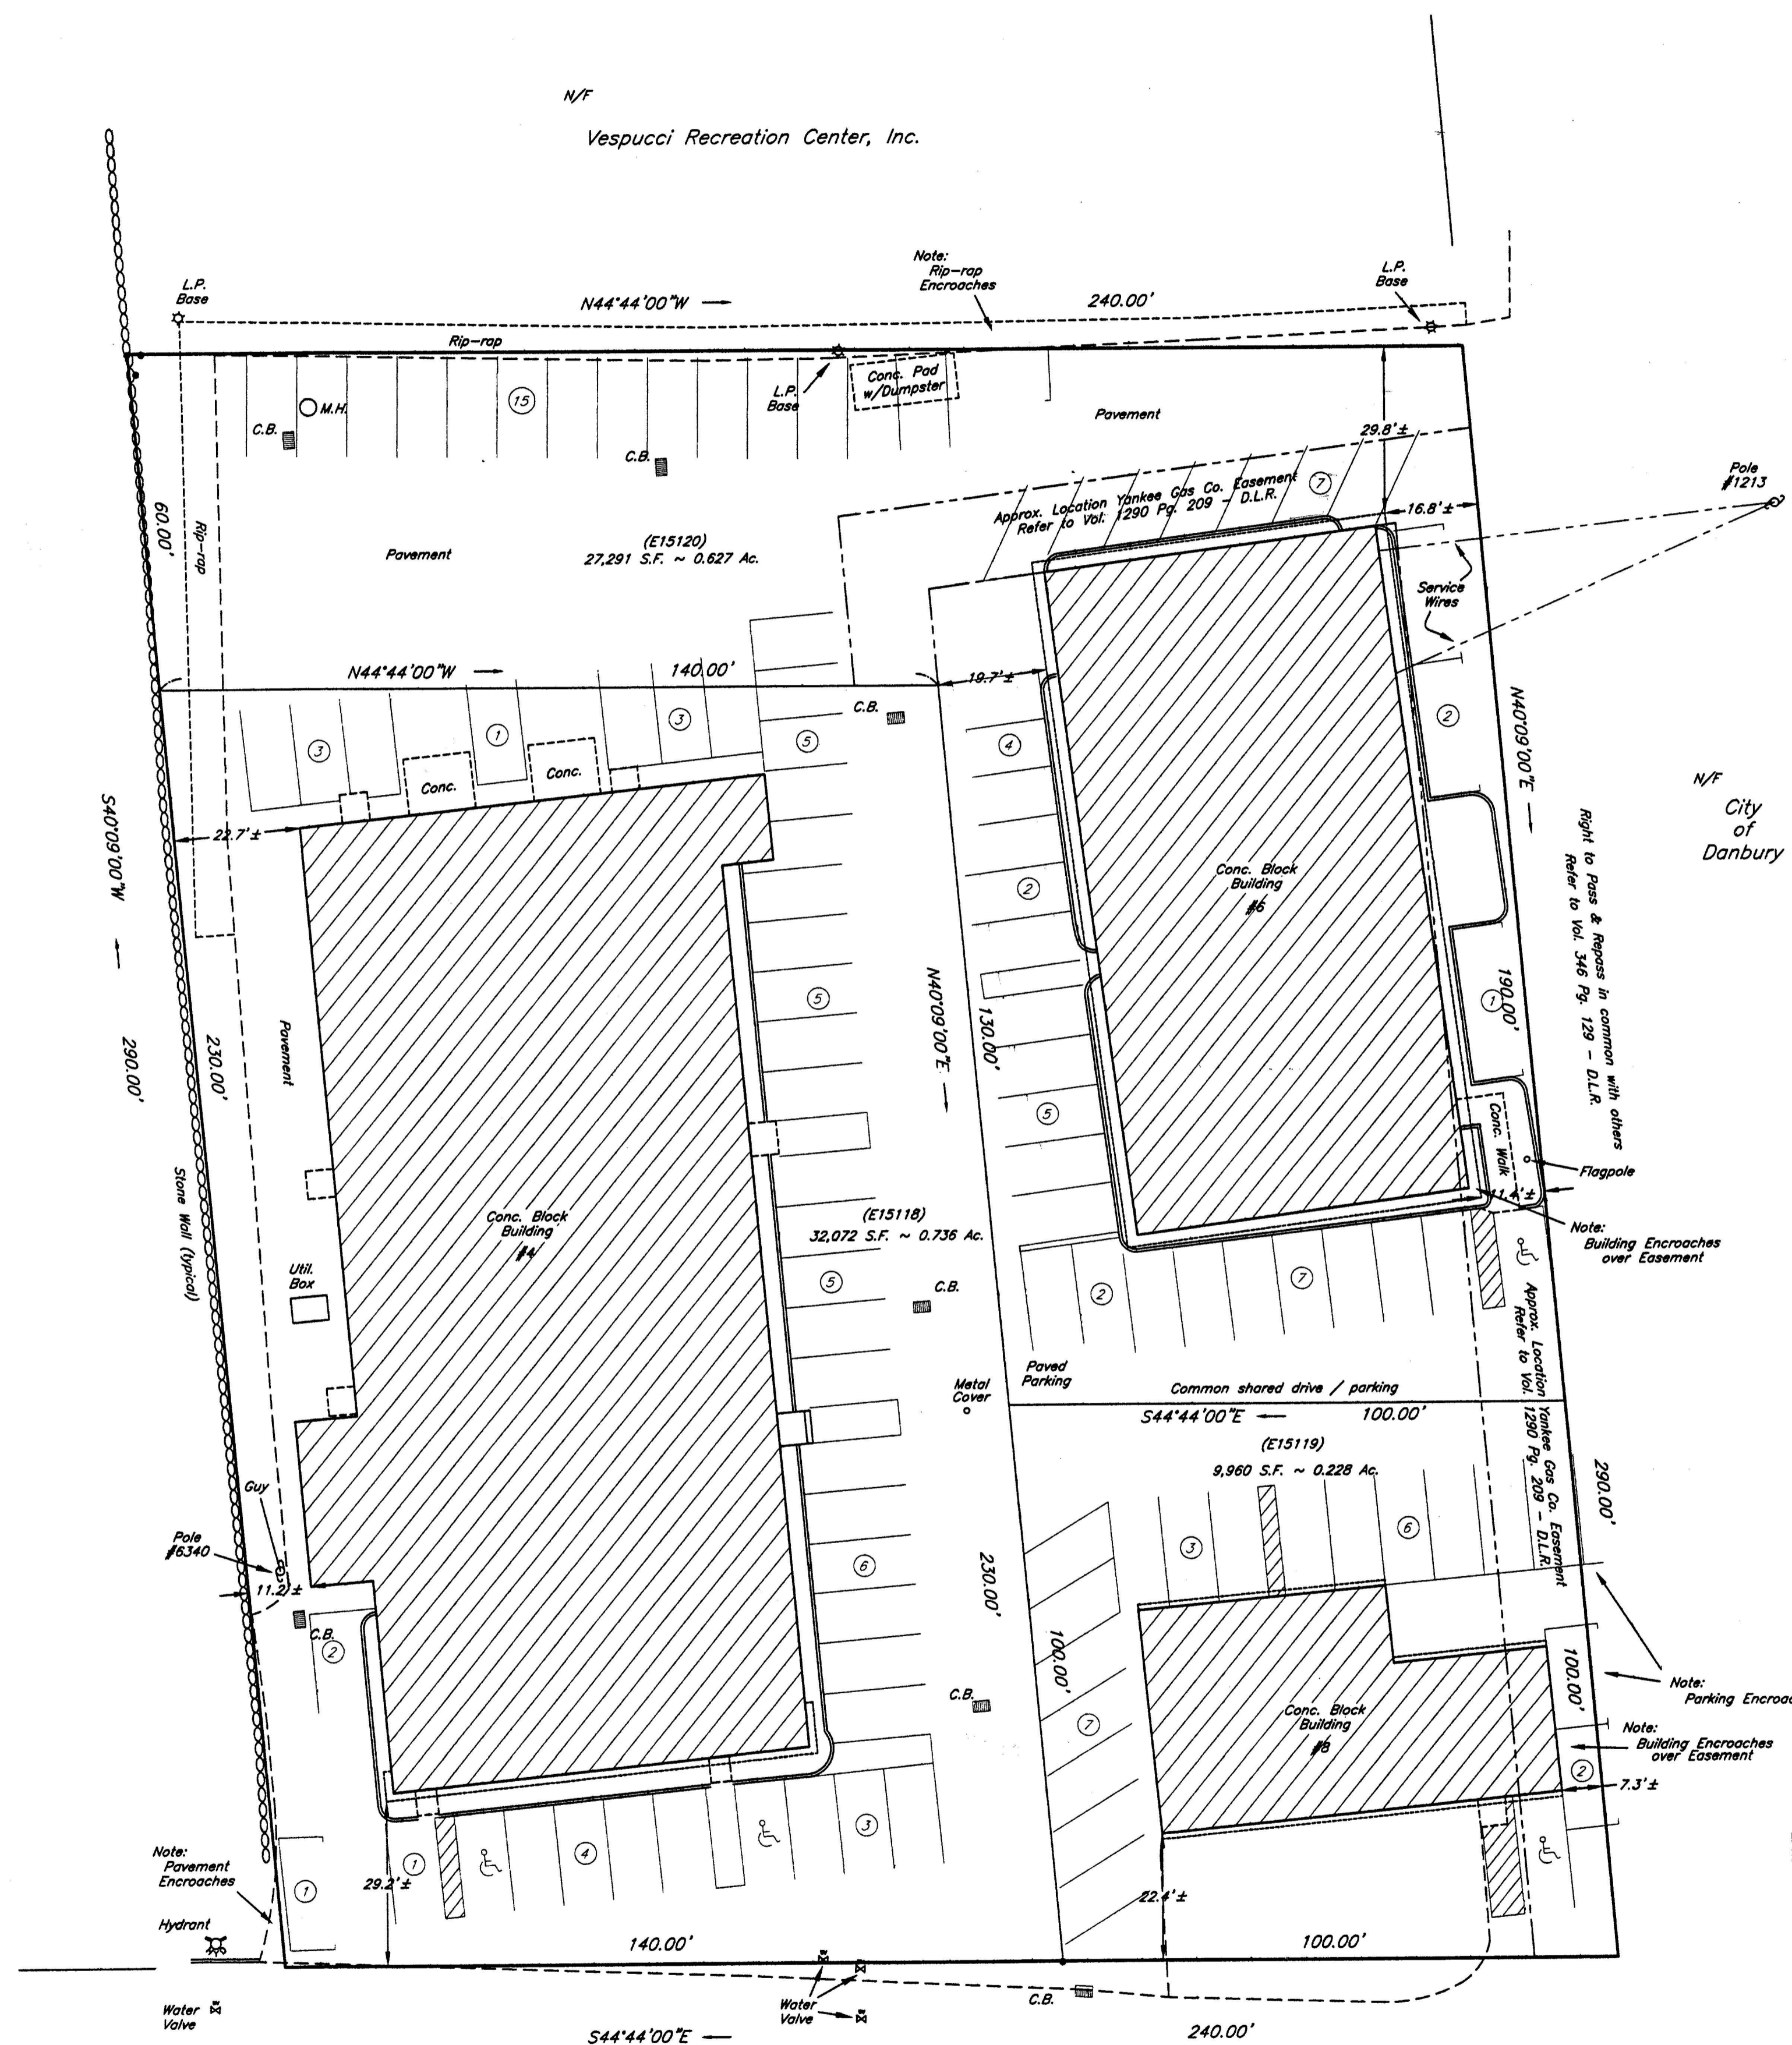 N/F
Vespucci Recreation Center, Inc.
Note:
Rip-rap
Encroaches
L.P.
Base
L.P.
Base
N44°44'00"W
240.00'
Rip-rap
L.P.
Base
Conc. Pad
w/Dumpster
15
M.H.
C.B.
C.B.
Pavement
29.8'±
Pole
#1213
7
Approx. Location Yankee Gas Co. Easement
Refer to Vol. 1290 Pg. 209 - D.L.R.
16.8'±
60.00'
Rip-rap
Pavement
(E15120)
27,291 S.F. ~ 0.627 Ac.
Service
Wires
N44°44'00"W
140.00'
19.7'±
C.B.
3
1
3
5
4
2
N40°09'00"E
Conc.
Conc.
N/F
City
of
Danbury
22.7'±
S40°09'00"W
290.00'
230.00'
Pavement
Right to Pass & Repass in common with others
Refer to Vol. 346 Pg. 129 - D.L.R.
Conc. Block
Building
#6
2
5
N40°09'00"E
130.00'
190.00'
1
5
Conc. Walk
Flagpole
11.4'±
Stone Wall (typical)
Conc. Block
Building
#4
(E15118)
32,072 S.F. ~ 0.736 Ac.
Note:
Building Encroaches
over Easement
Util.
Box
5
C.B.
2
7
Approx. Location Yankee Gas Co. Easement
Refer to Vol. 1290 Pg. 209 - D.L.R.
Paved
Parking
Metal
Cover
Common shared drive / parking
S44°44'00"E
100.00'
(E15119)
9,960 S.F. ~ 0.228 Ac.
290.00'
Guy
Pole
#6340
11.2'±
6
230.00'
3
6
C.B.
2
100.00'
100.00'
Note:
Parking Encroac
C.B.
7
Conc. Block
Building
#8
Note:
Building Encroaches
over Easement
2
7.3'±
Note:
Pavement
Encroaches
1
1
4
3
29.2'±
22.4'±
Hydrant
140.00'
100.00'
Water
Valve
Water
Valve
C.B.
S44°44'00"E
240.00'